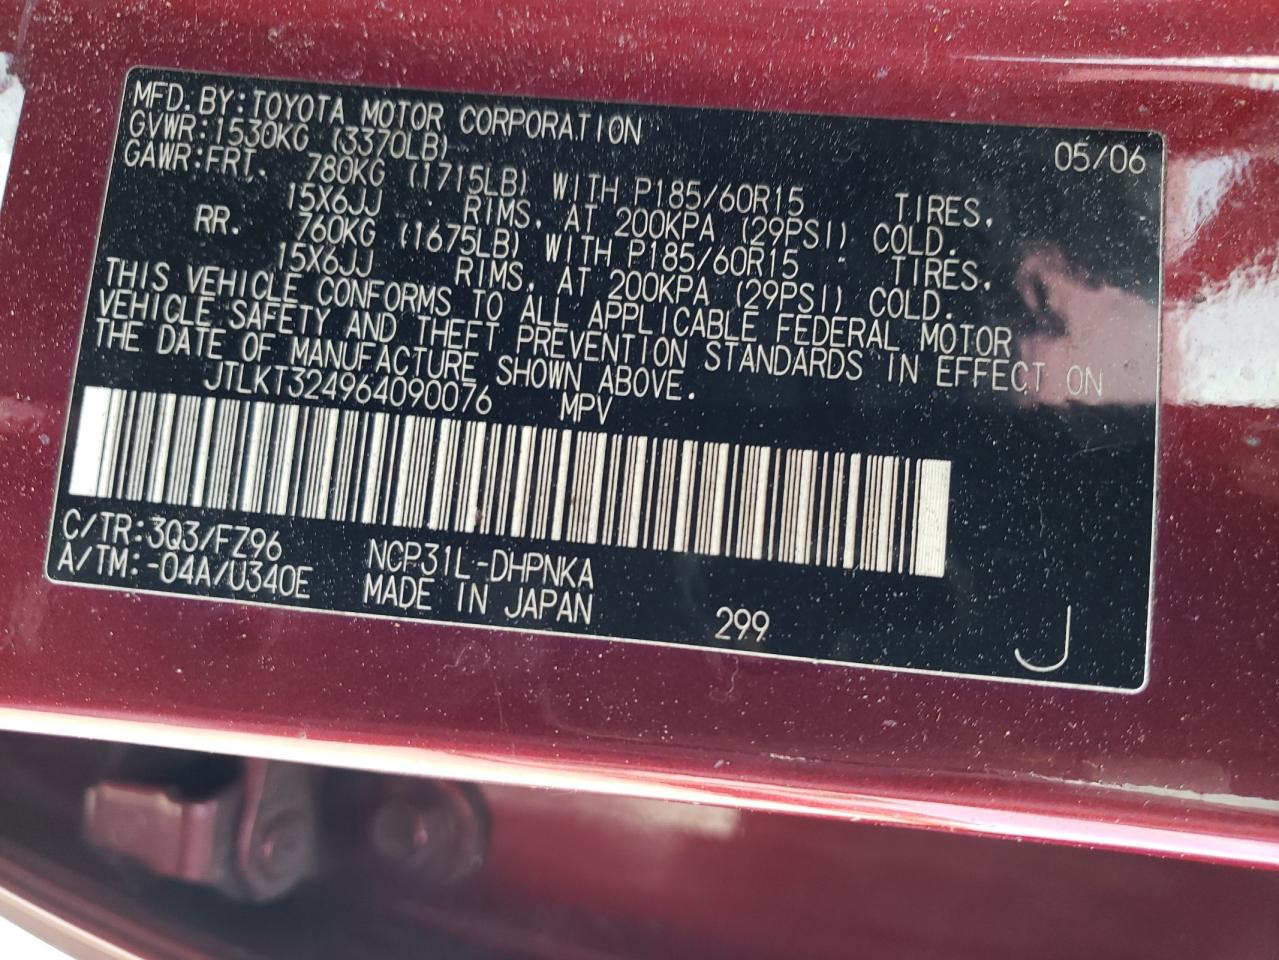 MFD. BY: TOYOTA MOTOR CORPORATION 05/06
GVWR: 1530KG (3370LB)
GAWR: FRT. 780KG (1715LB) WITH P185/60R15 TIRES,
15X6JJ RIMS, AT 200KPA (29PSI) COLD.
RR. 760KG (1675LB) WITH P185/60R15 TIRES,
15X6JJ RIMS, AT 200KPA (29PSI) COLD.
THIS VEHICLE CONFORMS TO ALL APPLICABLE FEDERAL MOTOR
VEHICLE SAFETY AND THEFT PREVENTION STANDARDS IN EFFECT ON
THE DATE OF MANUFACTURE SHOWN ABOVE.
JTLKT324964090076 MPV
C/TR: 3Q3/FZ96 NCP31L-DHPNKA
A/TM: -04A/U340E MADE IN JAPAN 299 J